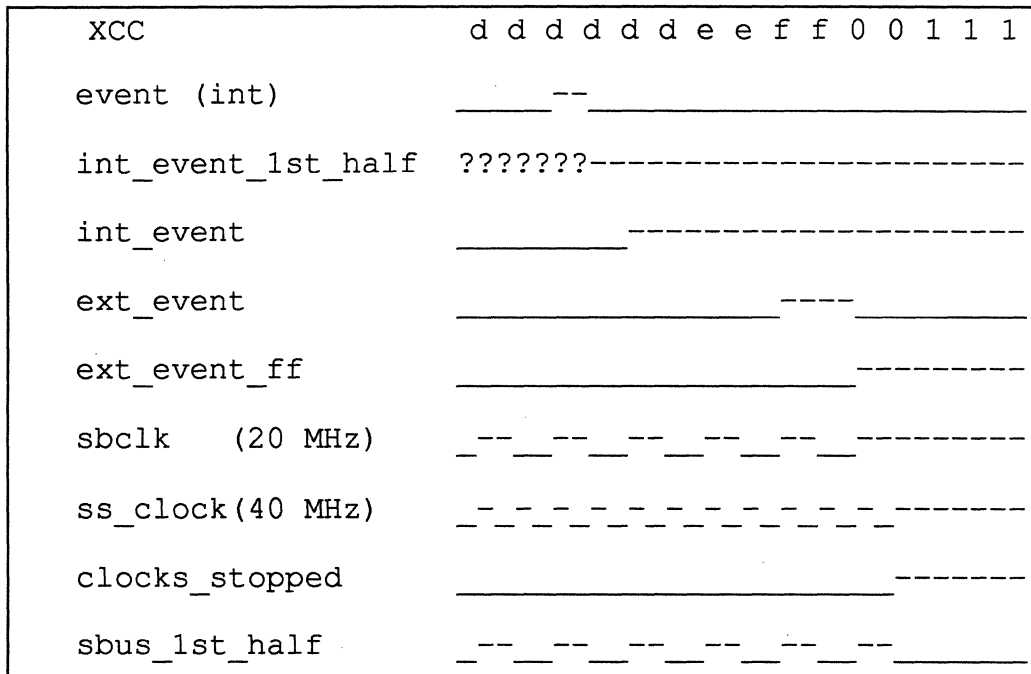 XCC d d d d d d e e f f 0 0 1 1 1
event (int)
int_event_1st_half ???????
int_event
ext_event
ext_event_ff
sbclk (20 MHz)
ss_clock(40 MHz)
clocks_stopped
sbus_1st_half